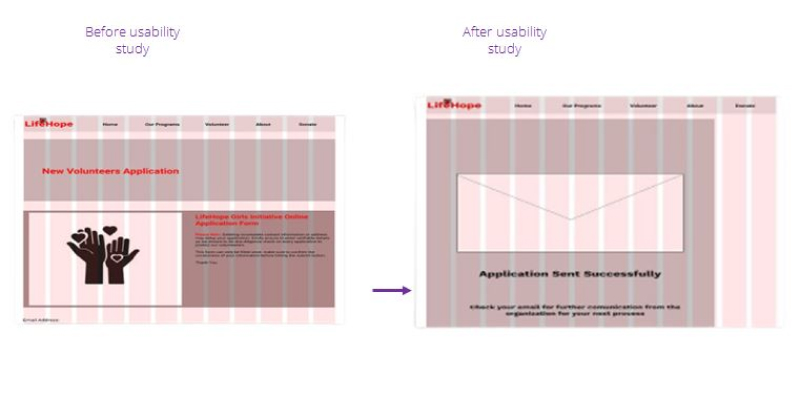 Before usability
study
After usability
study
LifeHope
Home
Our Programs
Volunteer
About
Donate
New Volunteers Application
LifeHope Girls Initiative Online
Application Form
Thank You
Email Address:
LifeHope
Home
Our Programs
Volunteer
About
Donate
Application Sent Successfully
Check your email for further comunication from the
organization for your next process